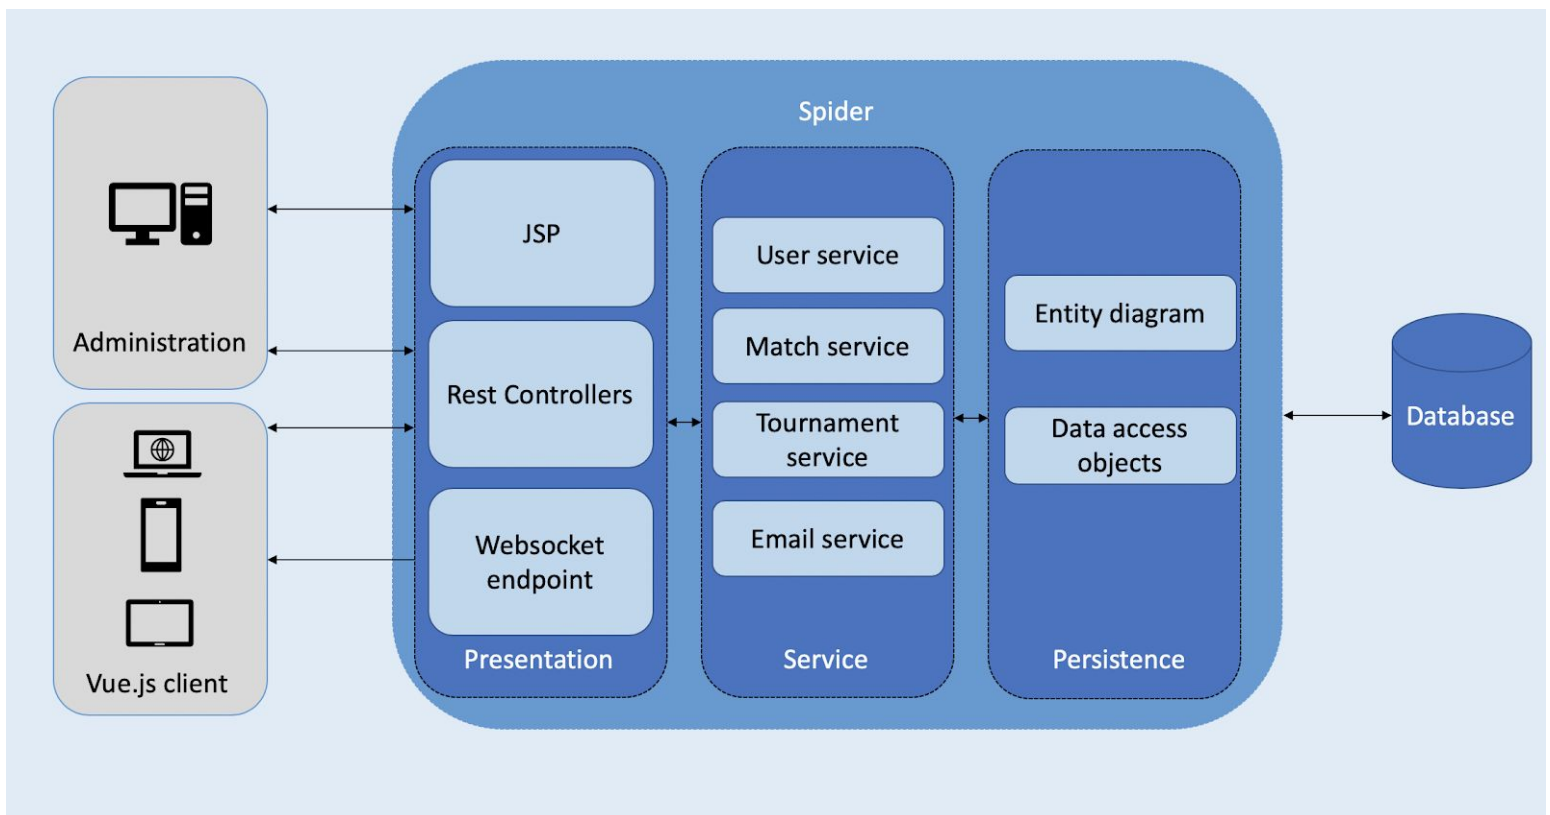 Spider
Administration
Vue.js client
JSP
Rest Controllers
Websocket
endpoint
Presentation
User service
Match service
Tournament
service
Email service
Service
Entity diagram
Data access
objects
Persistence
Database